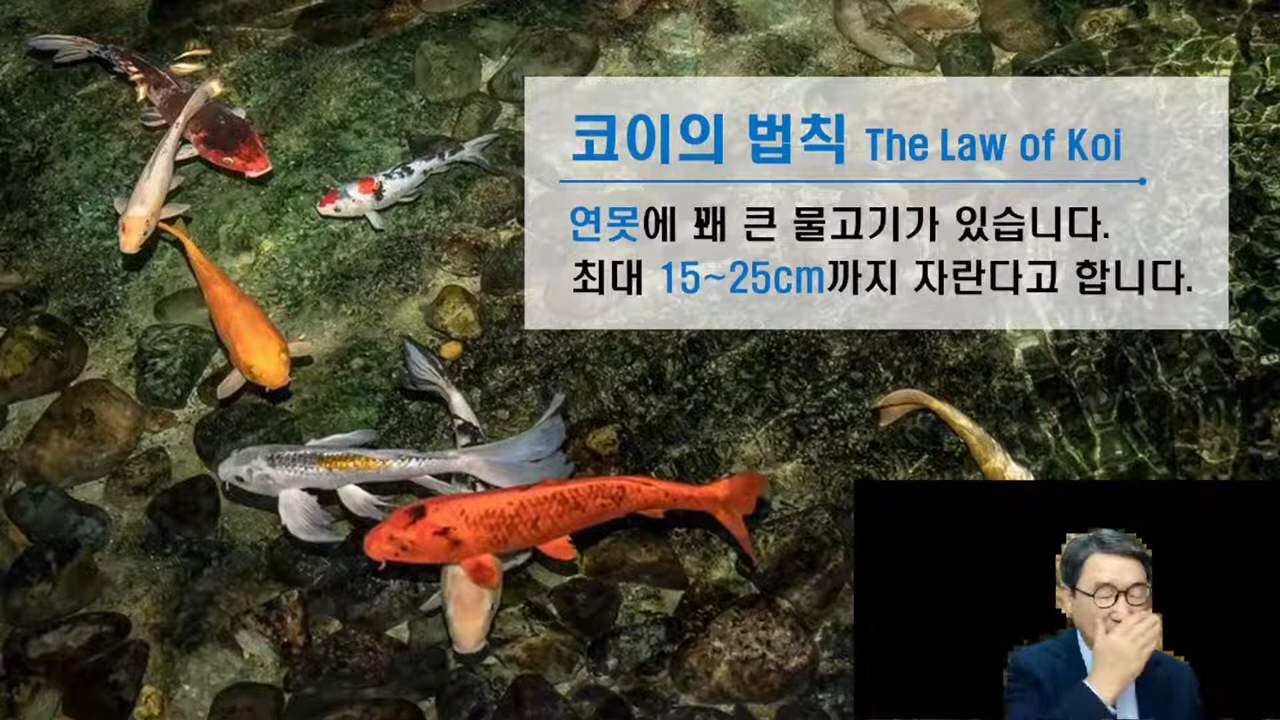 코이의 법칙 The Law of Koi
연못에 꽤 큰 물고기가 있습니다.
최대 15~25cm까지 자란다고 합니다.